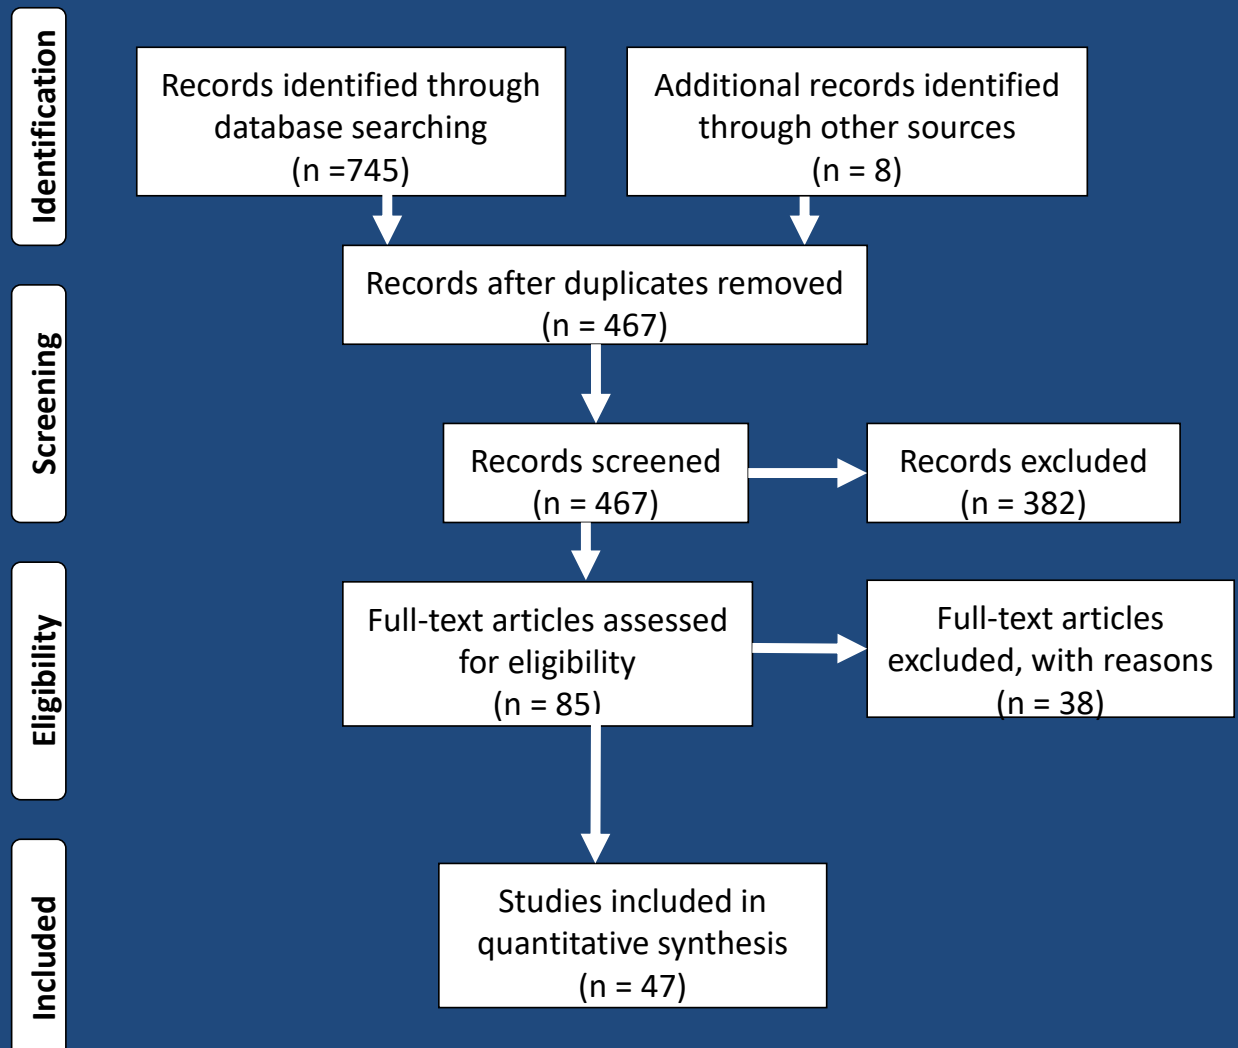 Identification
Records identified through
database searching
(n =745)
Additional records identified
through other sources
(n = 8)
Records after duplicates removed
(n = 467)
Screening
Records screened
(n = 467)
Records excluded
(n = 382)
Eligibility
Full-text articles assessed
for eligibility
(n = 85)
Full-text articles
excluded, with reasons
(n = 38)
Included
Studies included in
quantitative synthesis
(n = 47)